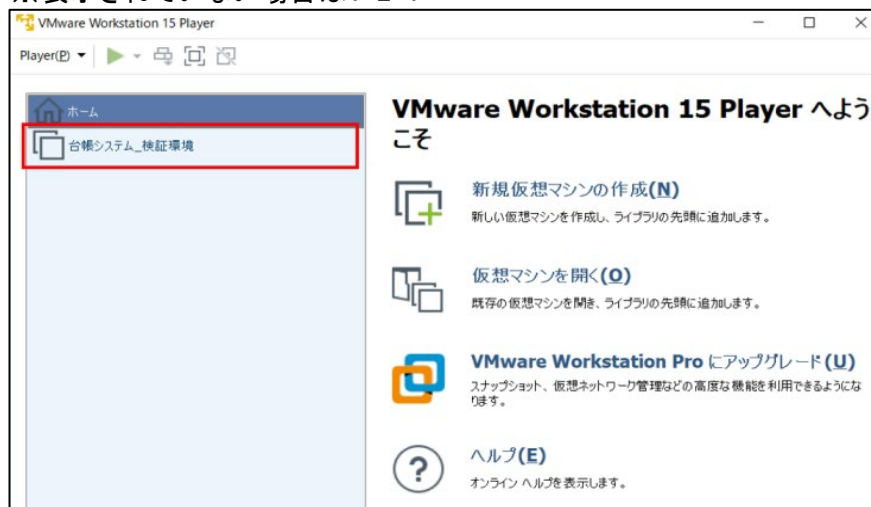 VMware Workstation 15 Player
Player(P)
ホーム
台帳システム_検証環境
VMware Workstation 15 Player へよう
こそ
新規仮想マシンの作成(N)
新しい仮想マシンを作成し、ライブラリの先頭に追加します。
仮想マシンを開く(O)
既存の仮想マシンを開き、ライブラリの先頭に追加します。
VMware Workstation Pro にアップグレード(U)
スナップショット、仮想ネットワーク管理などの高度な機能を利用できるようにな
ります。
ヘルプ(E)
オンライン ヘルプを表示します。